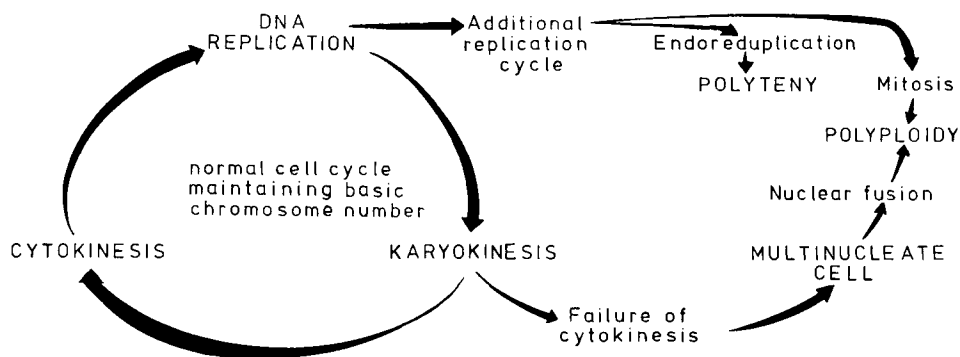 DNA
REPLICATION
Additional
replication
cycle
Endoreduplication
POLYTENY
Mitosis
POLYPLOIDY
normal cell cycle
maintaining basic
chromosome number
Nuclear fusion
CYTOKINESIS
KARYOKINESIS
MULTINUCLEATE
CELL
Failure of
cytokinesis